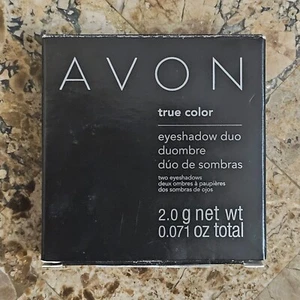 AVON
true color
eyeshadow duo
duombre
dúo de sombras
two eyeshadows
deux ombres à paupières
dos sombras de ojos
2.0 g net wt
0.071 oz total